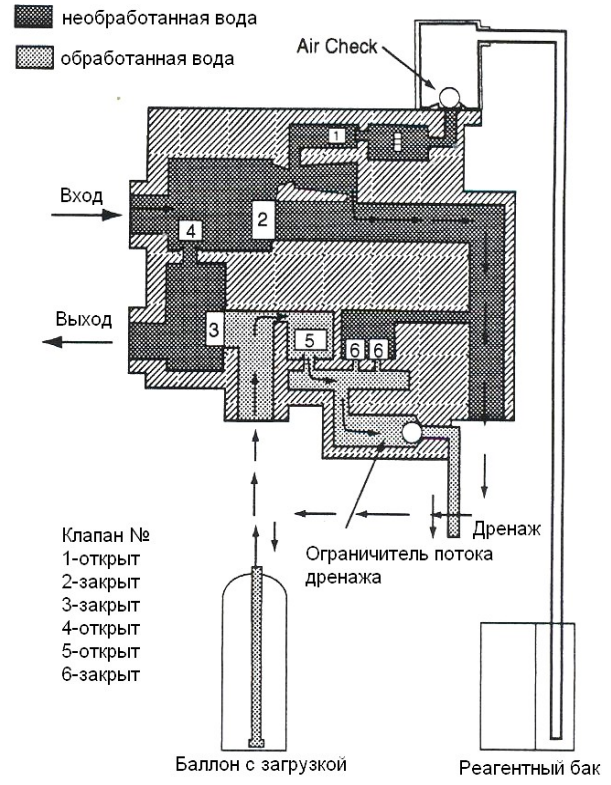 необработанная вода
обработанная вода
Air Check
Вход
Выход
1
2
4
3
5
6 6
Клапан №
1-открыт
2-закрыт
3-закрыт
4-открыт
5-открыт
6-закрыт
Дренаж
Ограничитель потока
дренажа
Баллон с загрузкой
Реагентный бак